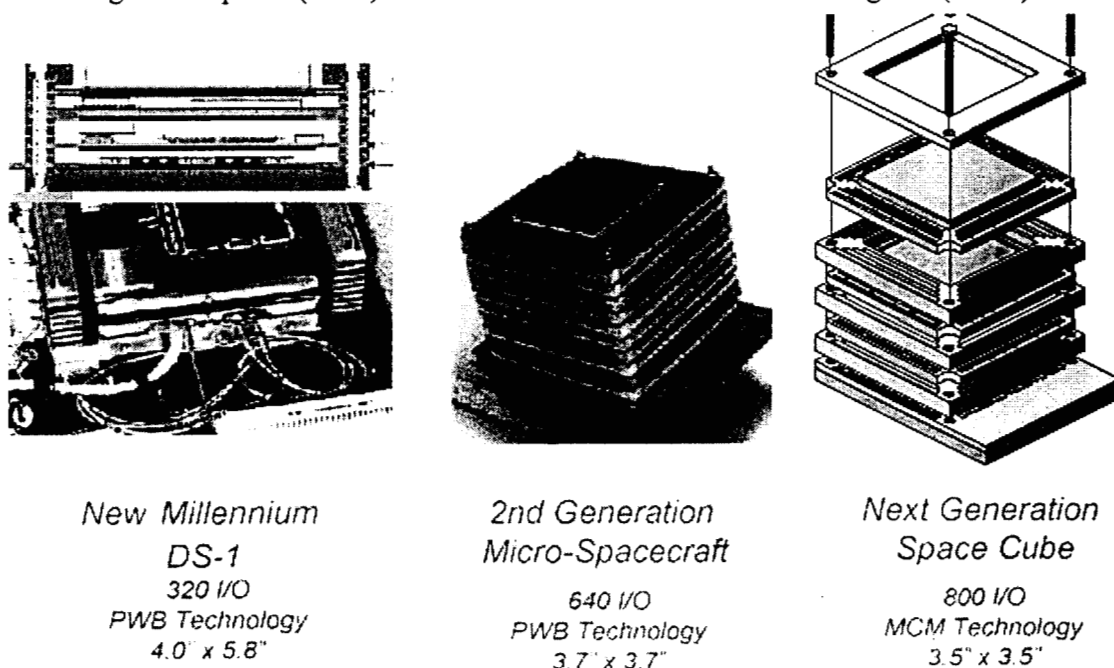 New Millennium
DS-1
320 I/O
PWB Technology
4.0" x 5.8"
2nd Generation
Micro-Spacecraft
640 I/O
PWB Technology
3.7" x 3.7"
Next Generation
Space Cube
800 I/O
MCM Technology
3.5" x 3.5"